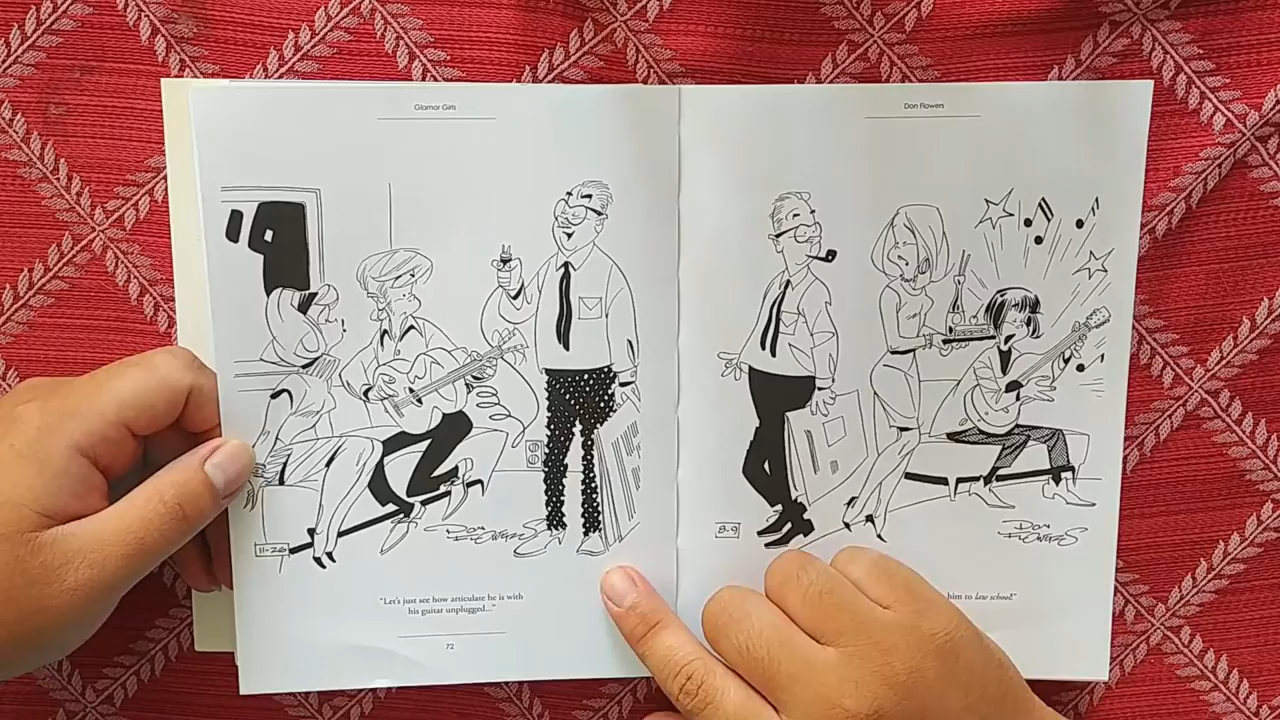 Glamor Girls
11-26
DON FLOWERS
"Let's just see how articulate he is with
his guitar unplugged..."
72
Don Flowers
8-9
DON FLOWERS
him to law school!"